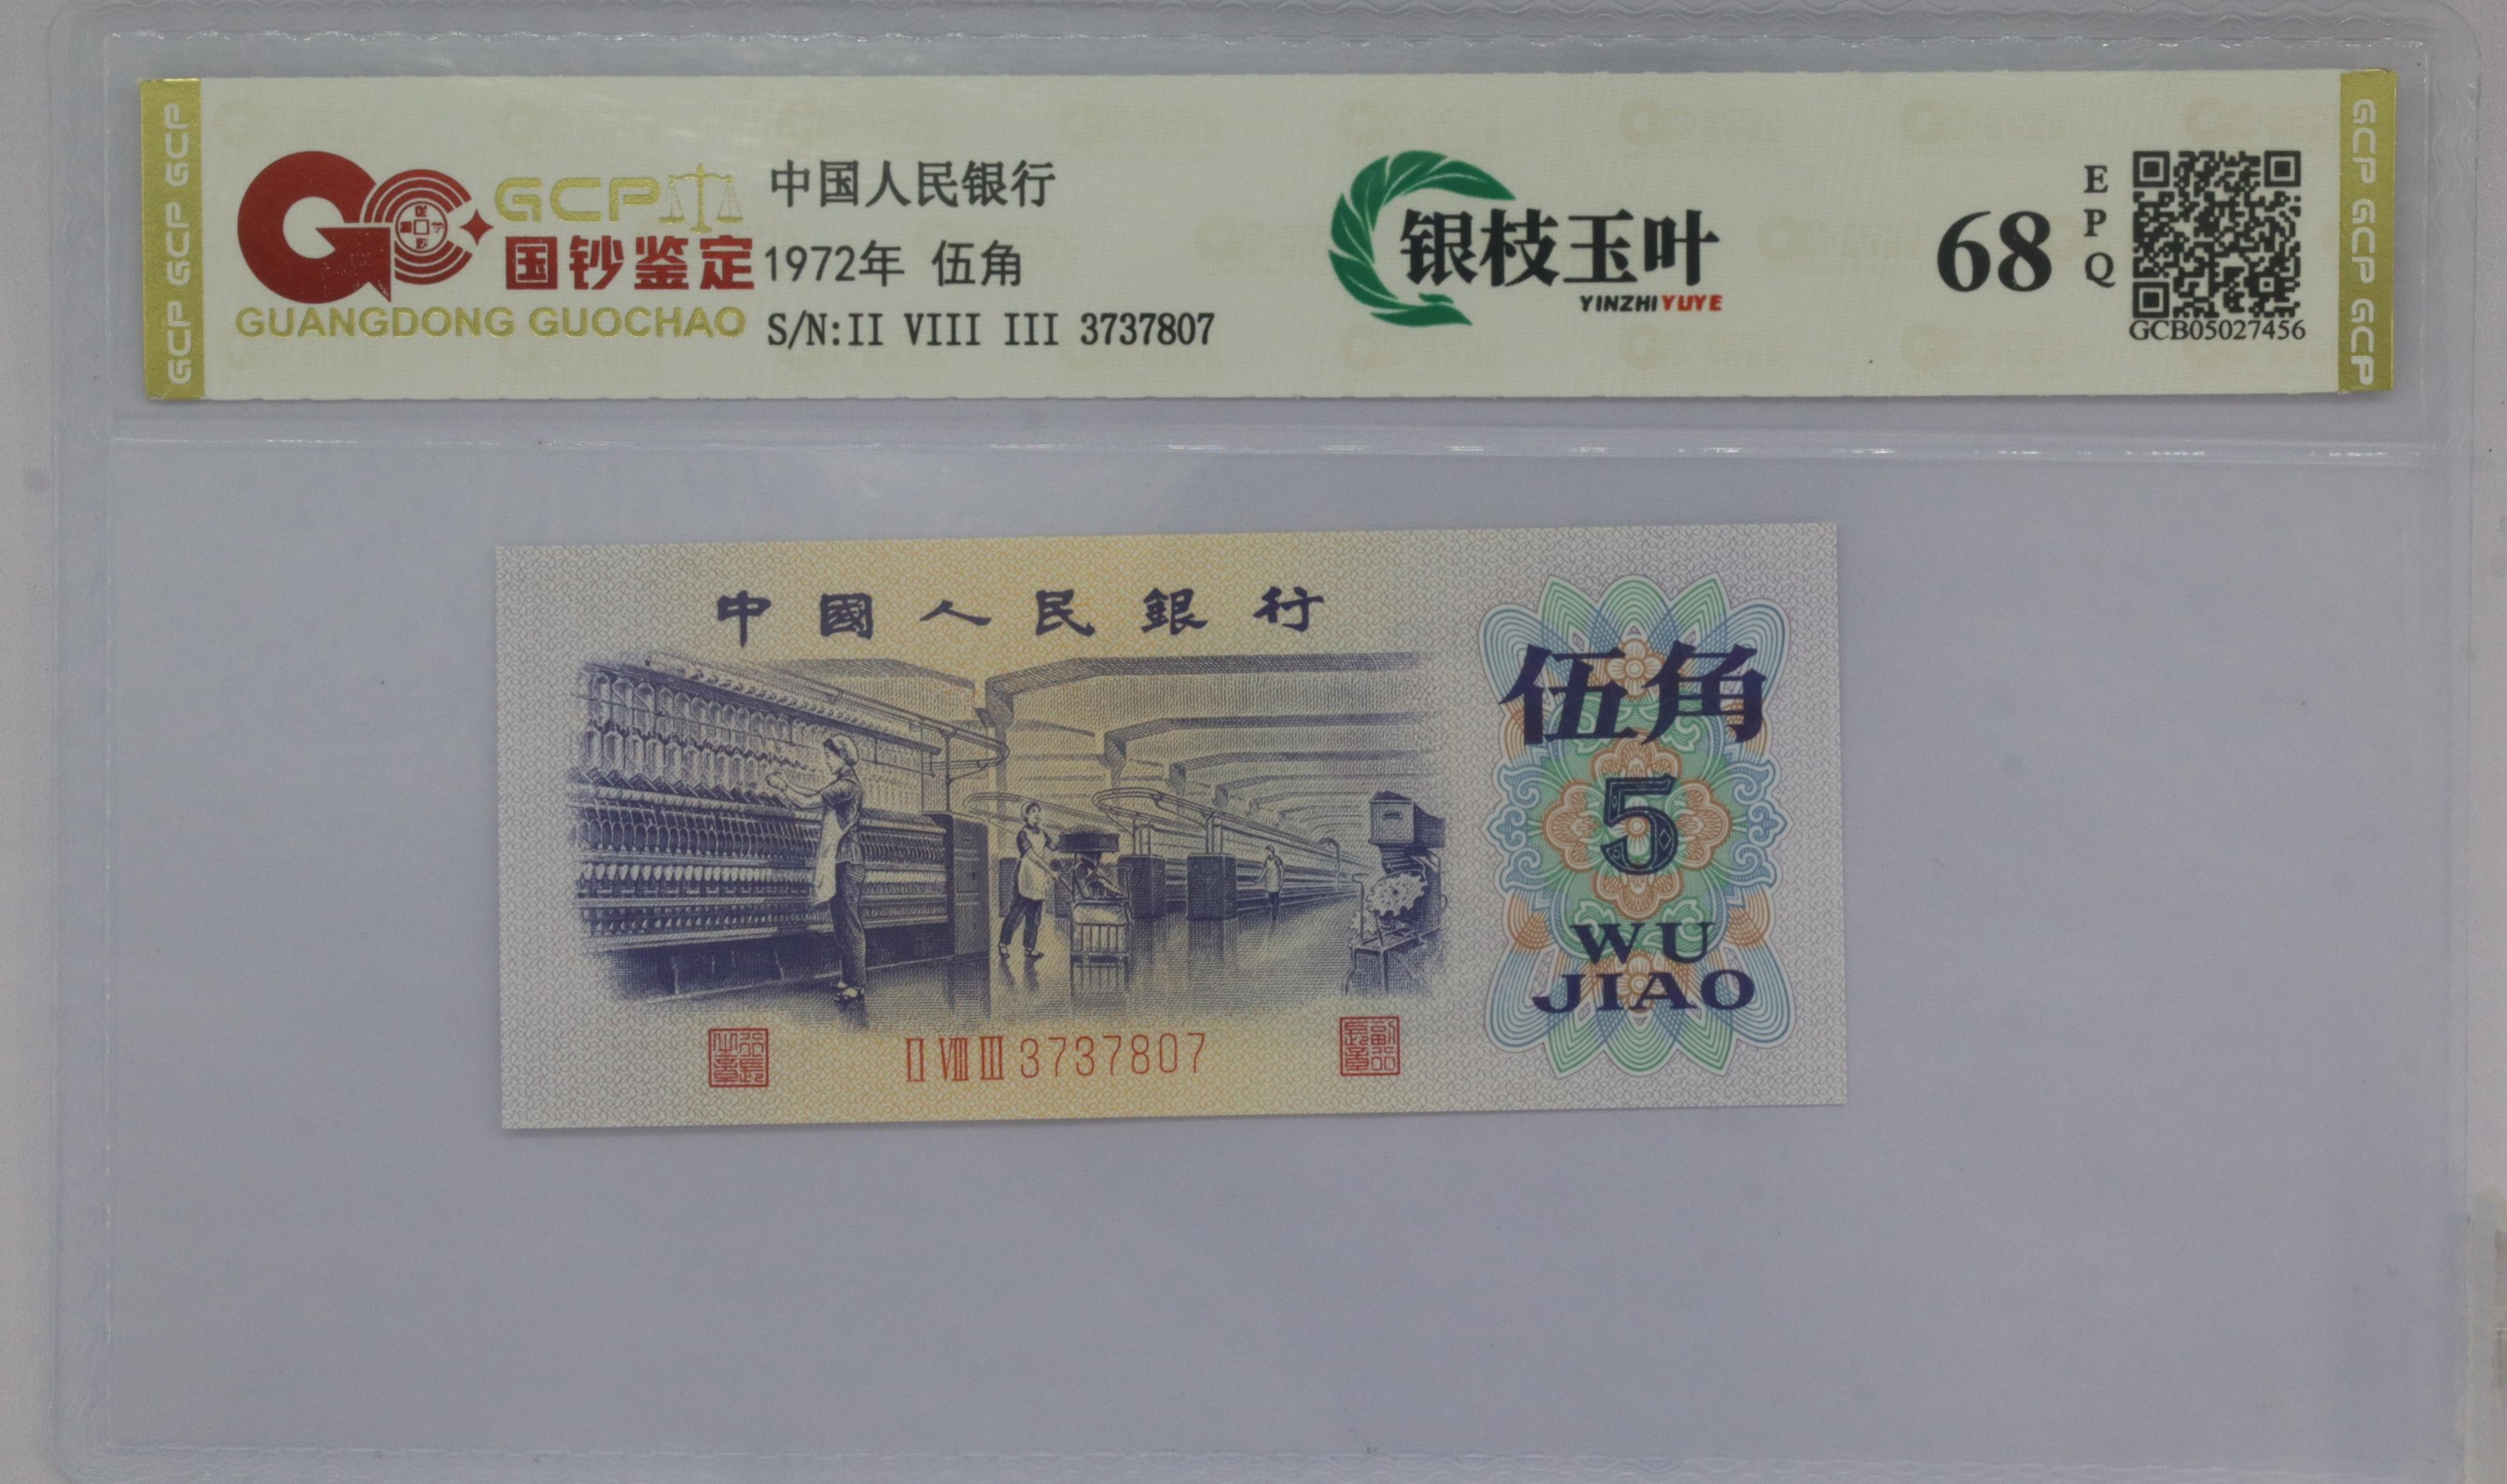 GCP GCP GCP
GCP
国钞鉴定
GUANGDONG GUOCHAO
中国人民银行
1972年 伍角
S/N:II VIII III 3737807
银枝玉叶
YINZHIYUYE
68
EPQ
GCB05027456
GCP GCP GCP
中國人民銀行
伍角
5
WU
JIAO
II VIII III 3737807